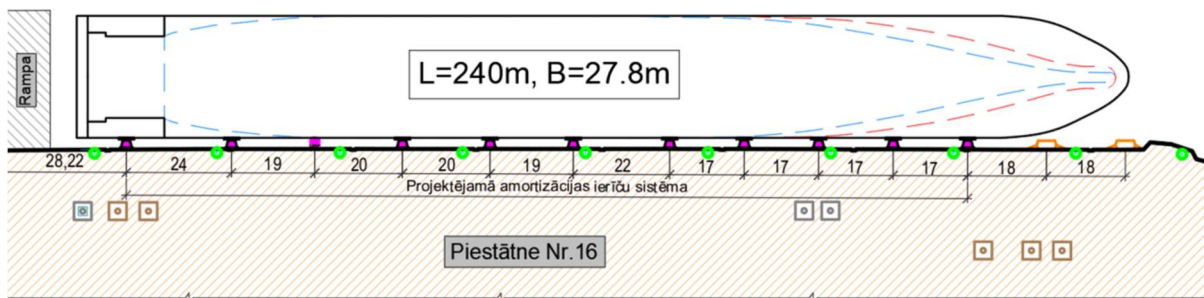 L=240m, B=27.8m
Rampa
28,22 24 19 20 20 19 22 17 17 17 17 18 18
Projektējamā amortizācijas ierīču sistēma
Piestātne Nr.16